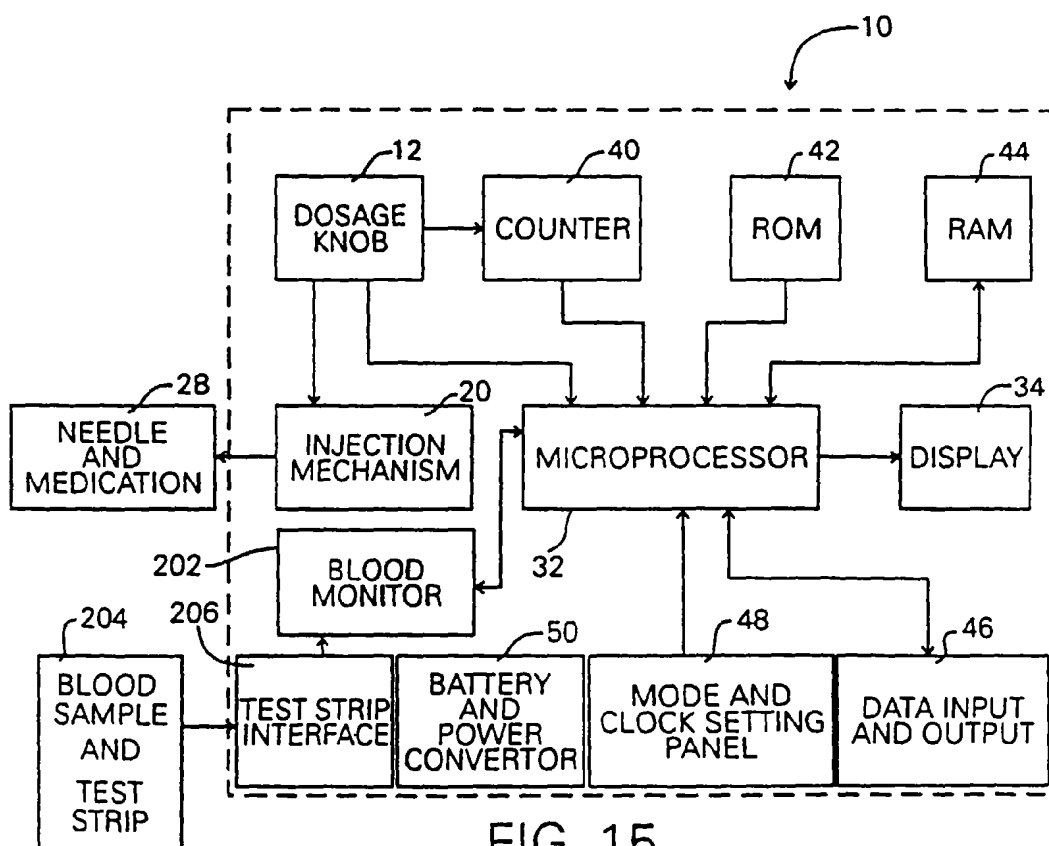 10
12
40
42
44
DOSAGE
KNOB
COUNTER
ROM
RAM
28
20
34
NEEDLE
AND
MEDICATION
INJECTION
MECHANISM
MICROPROCESSOR
DISPLAY
32
202
BLOOD
MONITOR
204
206
50
48
46
BLOOD
SAMPLE
AND
TEST
STRIP
TEST STRIP
INTERFACE
BATTERY
AND
POWER
CONVERTOR
MODE AND
CLOCK SETTING
PANEL
DATA INPUT
AND OUTPUT
FIG. 15